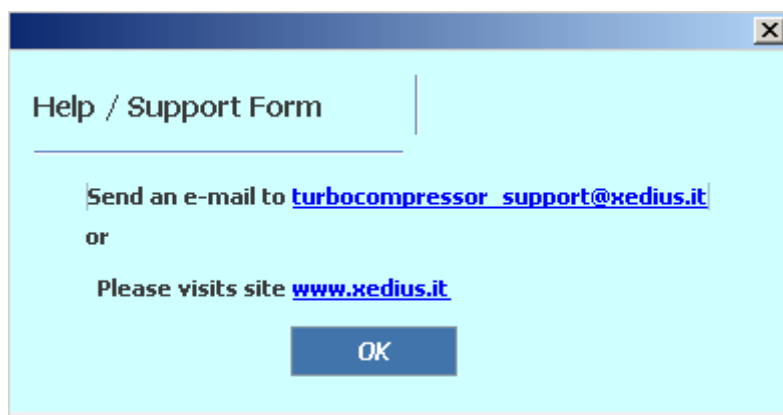 Help / Support Form
Send an e-mail to turbocompressor_support@xedius.it
or
Please visits site www.xedius.it
OK